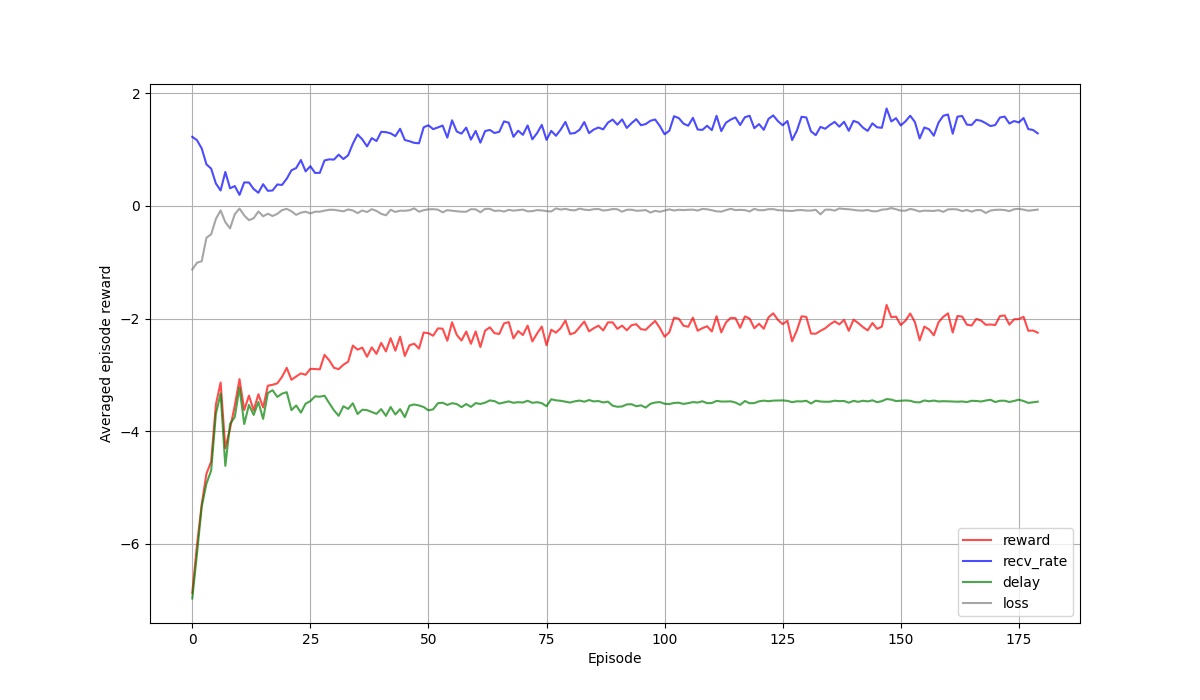 2
0
−2
−4
−6
Averaged episode reward
0 25 50 75 100 125 150 175
Episode
reward
recv_rate
delay
loss